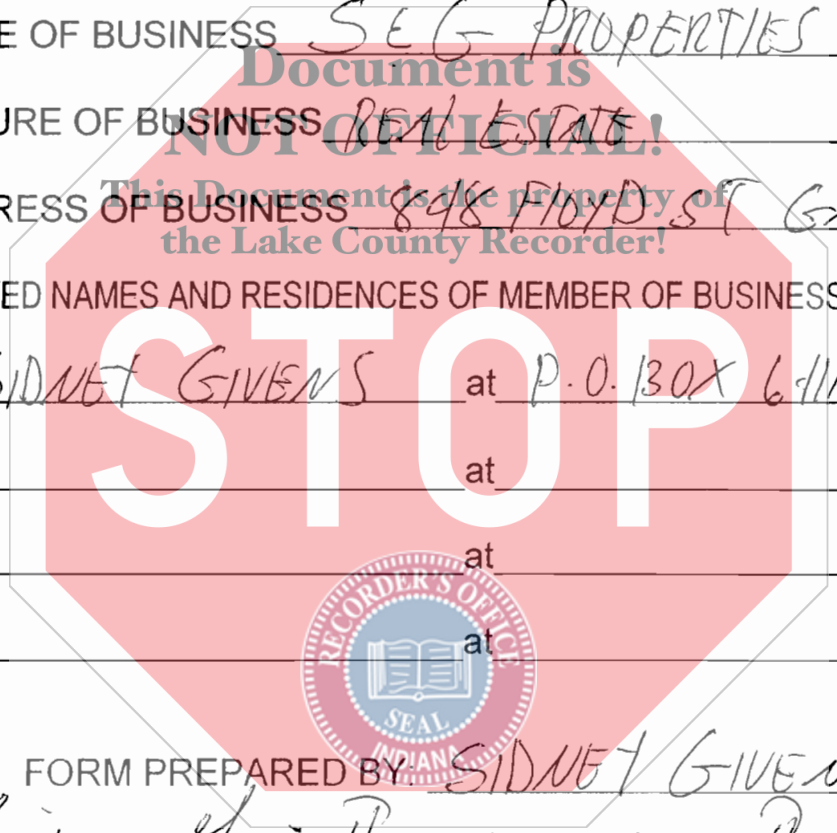 E OF BUSINESS SEG PROPERTIES
Document is
URE OF BUSINESS REAL ESTATE
NOT OFFICIAL!
RESS OF BUSINESS 848 FLOYD ST
This Document is the property of
the Lake County Recorder!
ED NAMES AND RESIDENCES OF MEMBER OF BUSINESS
STOP
SIDNEY GIVENS at P.O. BOX
at
at
at
RECORDER'S OFFICE
SEAL
INDIANA
FORM PREPARED BY: SIDNEY GIVEN